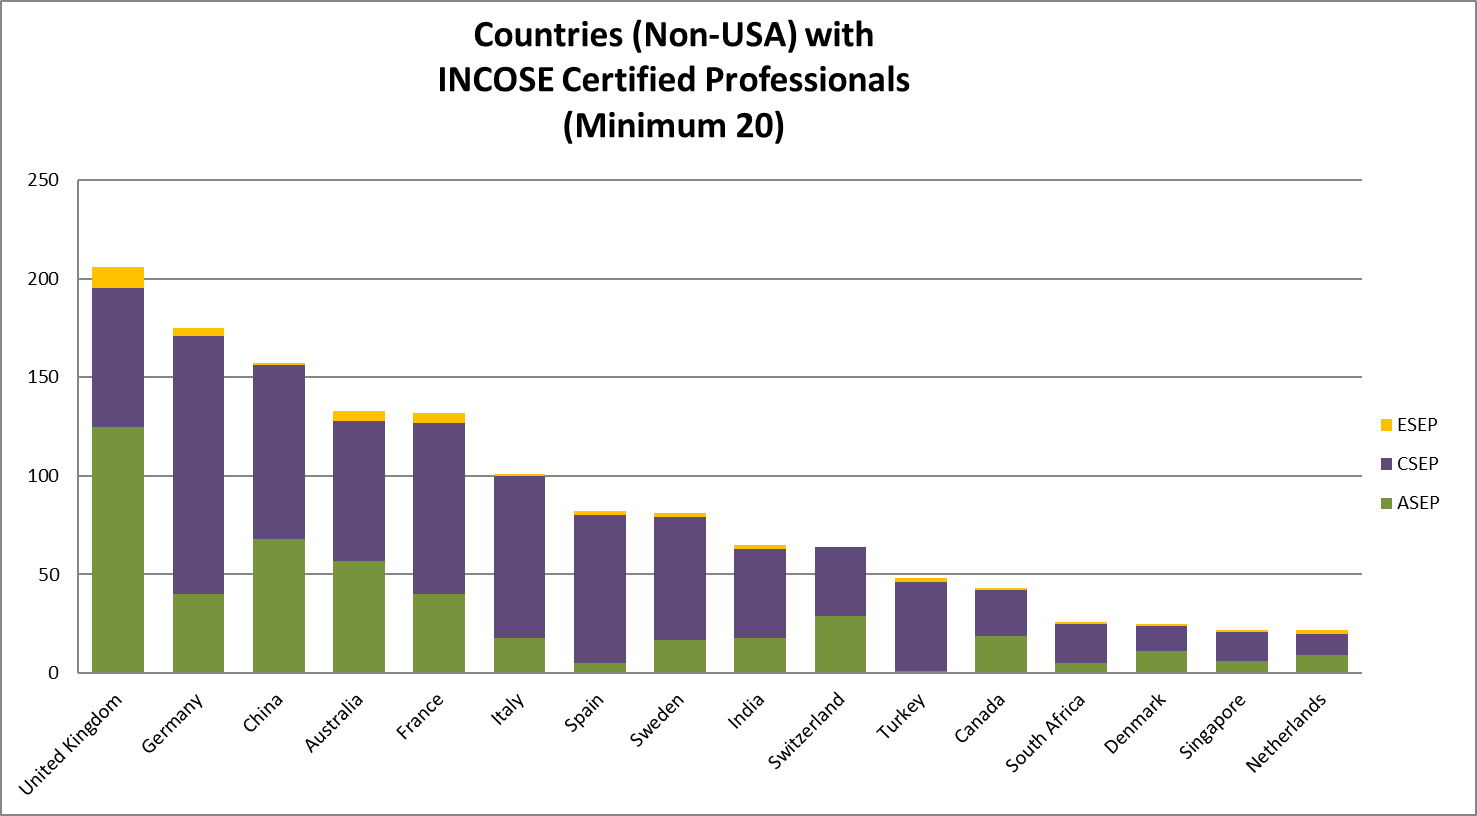 Countries (Non-USA) with
INCOSE Certified Professionals
(Minimum 20)
250
200
150
100
50
0
United Kingdom
Germany
China
Australia
France
Italy
Spain
Sweden
India
Switzerland
Turkey
Canada
South Africa
Denmark
Singapore
Netherlands
ESEP
CSEP
ASEP